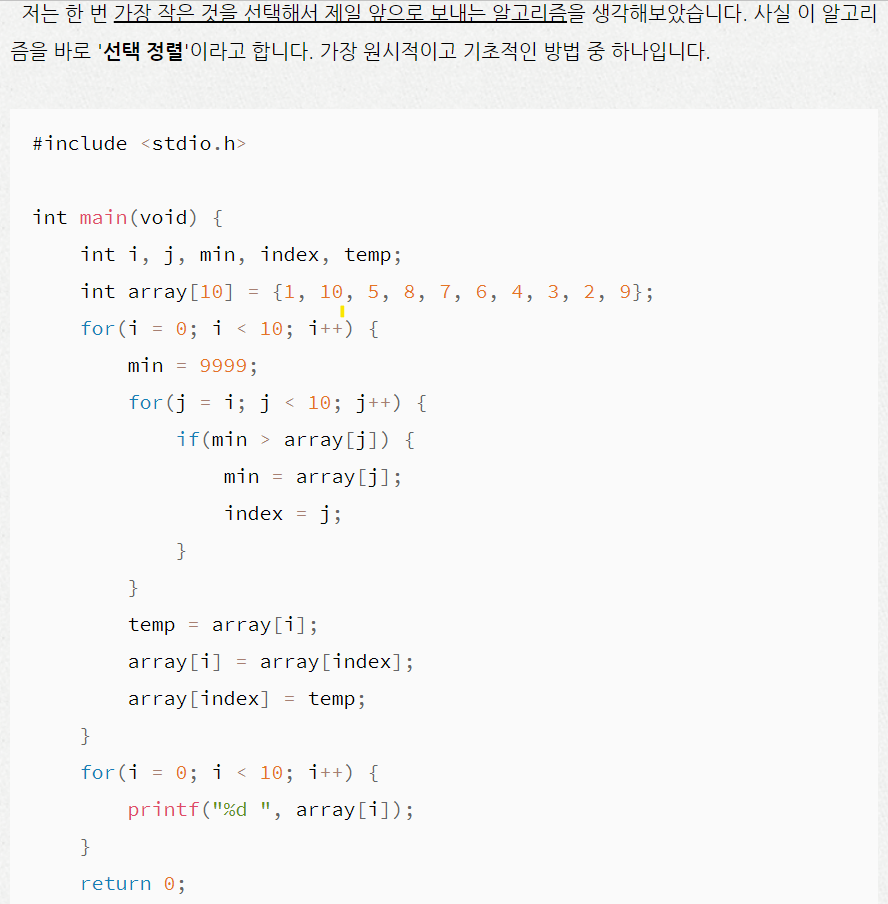 저는 한 번 가장 작은 것을 선택해서 제일 앞으로 보내는 알고리즘을 생각해보았습니다. 사실 이 알고리
즘을 바로 '선택 정렬'이라고 합니다. 가장 원시적이고 기초적인 방법 중 하나입니다.
#include <stdio.h>
int main(void) {
    int i, j, min, index, temp;
    int array[10] = {1, 10, 5, 8, 7, 6, 4, 3, 2, 9};
    for(i = 0; i < 10; i++) {
        min = 9999;
        for(j = i; j < 10; j++) {
            if(min > array[j]) {
                min = array[j];
                index = j;
            }
        }
        temp = array[i];
        array[i] = array[index];
        array[index] = temp;
    }
    for(i = 0; i < 10; i++) {
        printf("%d ", array[i]);
    }
    return 0;